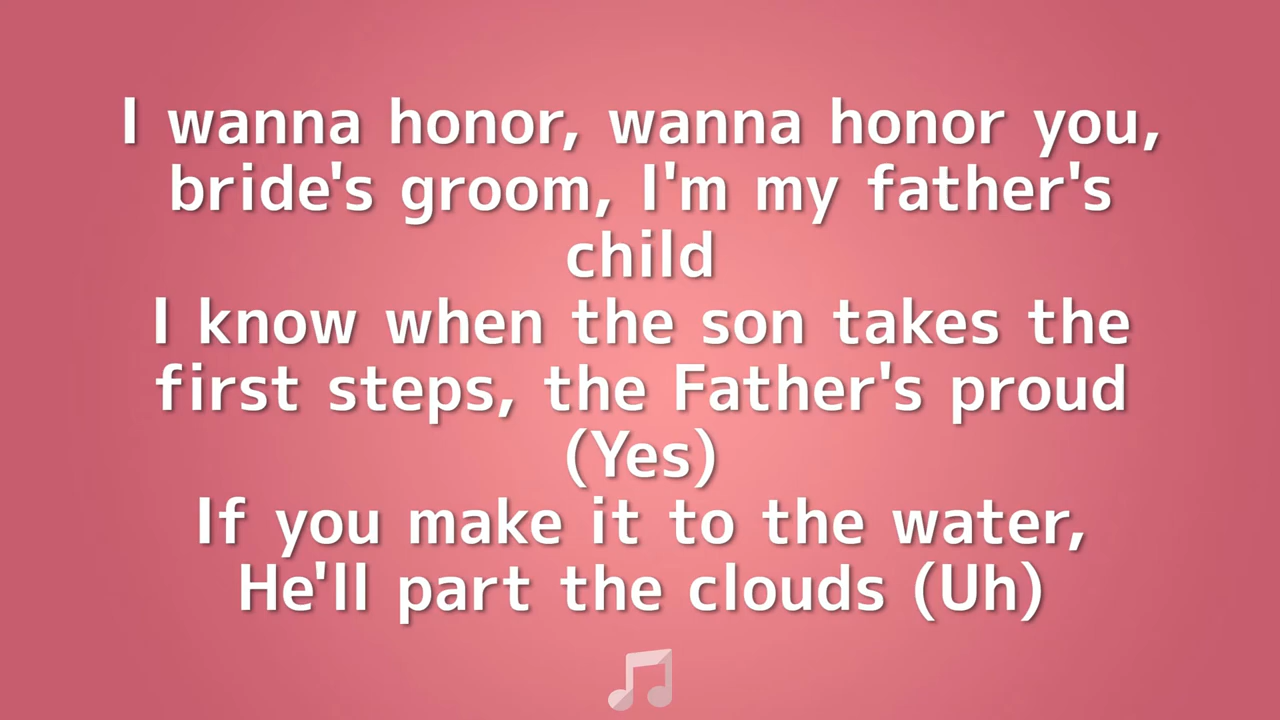 I wanna honor, wanna honor you,
bride's groom, I'm my father's
child
I know when the son takes the
first steps, the Father's proud
(Yes)
If you make it to the water,
He'll part the clouds (Uh)